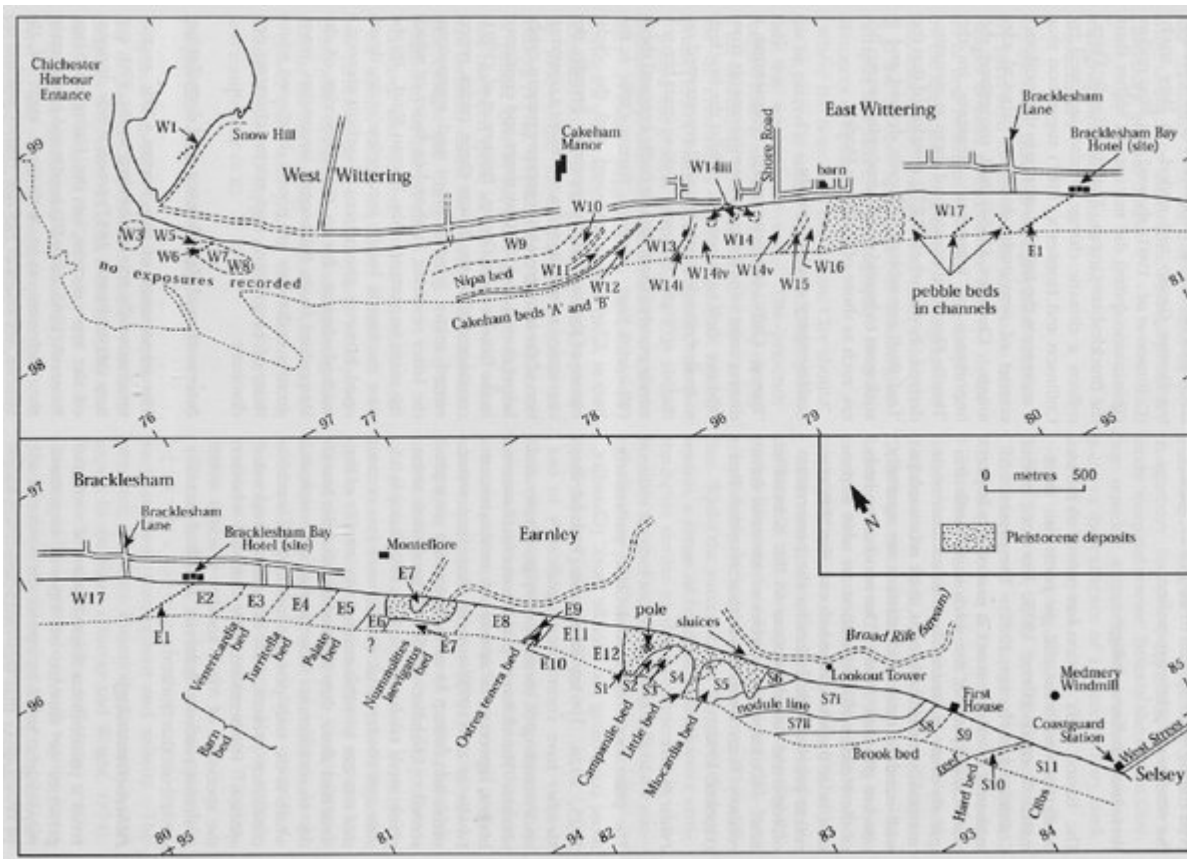 Chichester
Harbour
Entrance
W1
Snow Hill
99
West Wittering
Cakeham
Manor
W14iii
Shore Road
East Wittering
barn
Bracklesham
Lane
Bracklesham Bay
Hotel (site)
W3
W5
W6
W7
W8
no exposures recorded
W9
W10
Nipa bed
W11
W12
W13
W14i
W14iv
W14
W14v
W15
W16
W17
E1
81
Cakeham beds 'A' and 'B'
pebble beds
in channels
98
76
97
77
78
96
79
80
95
97
Bracklesham
Bracklesham
Lane
Bracklesham Bay
Hotel (site)
Montefiore
Earnley
0 metres 500
N
Pleistocene deposits
W17
E1
E2
E3
E4
E5
E6
?
E7
E7
E8
E9
E10
E11
E12
pole
sluices
Broad Rife (Stream)
Lookout Tower
First
House
Medmery
Windmill
Coastguard
Station
West Street
Selsey
85
96
Venericardia
bed
Turritella
bed
Palate
bed
Barn
bed
Nummulites
laevigatus
bed
Ostrea tenera bed
S1
S2
S3
S4
S5
S6
S7i
nodule line
S7ii
S8
S9
S10
S11
Campanile bed
Little bed
Miocardia bed
Brook bed
reef
Hard bed
Clibs
80
95
81
94
82
83
93
84